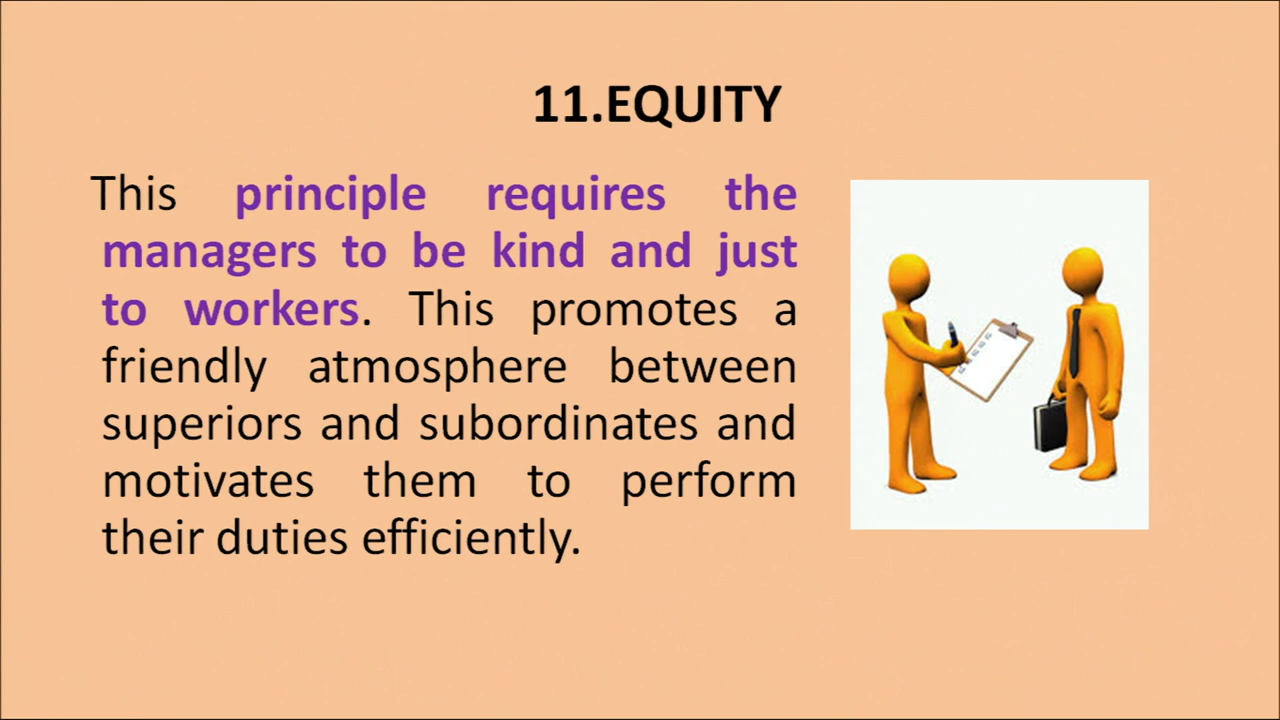 11.EQUITY
This principle requires the
managers to be kind and just
to workers. This promotes a
friendly atmosphere between
superiors and subordinates and
motivates them to perform
their duties efficiently.